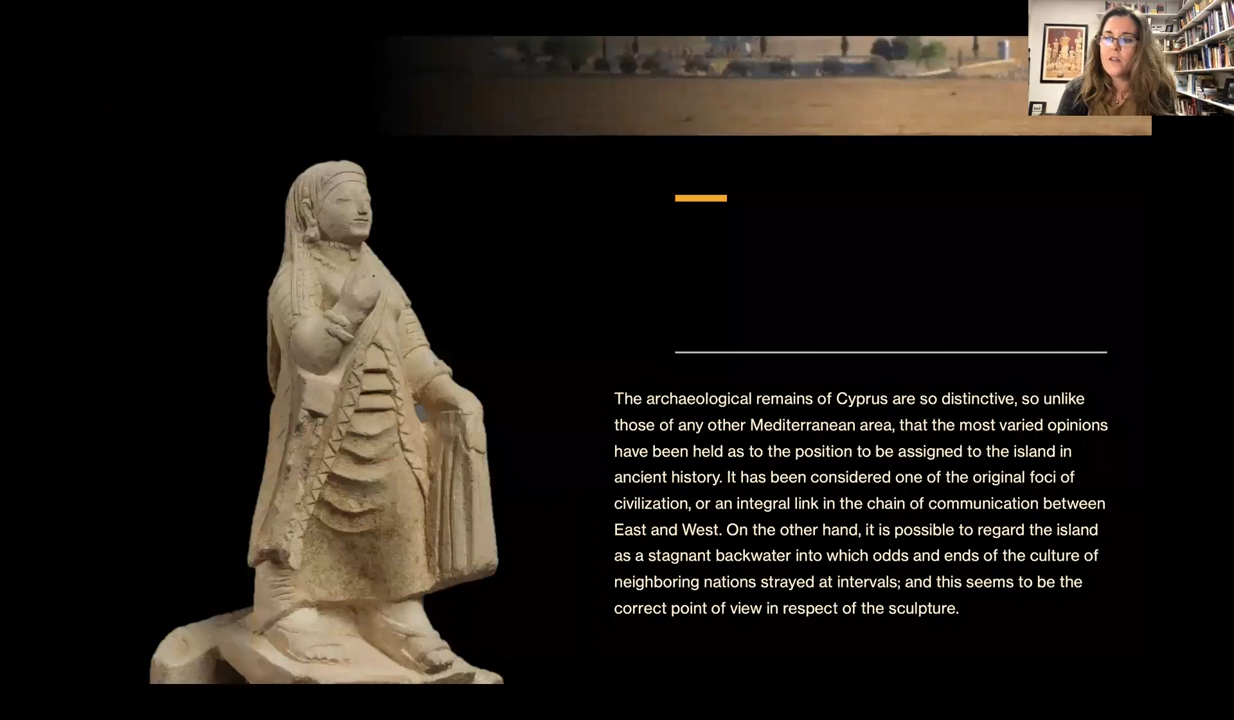 The archaeological remains of Cyprus are so distinctive, so unlike
those of any other Mediterranean area, that the most varied opinions
have been held as to the position to be assigned to the island in
ancient history. It has been considered one of the original foci of
civilization, or an integral link in the chain of communication between
East and West. On the other hand, it is possible to regard the island
as a stagnant backwater into which odds and ends of the culture of
neighboring nations strayed at intervals; and this seems to be the
correct point of view in respect of the sculpture.